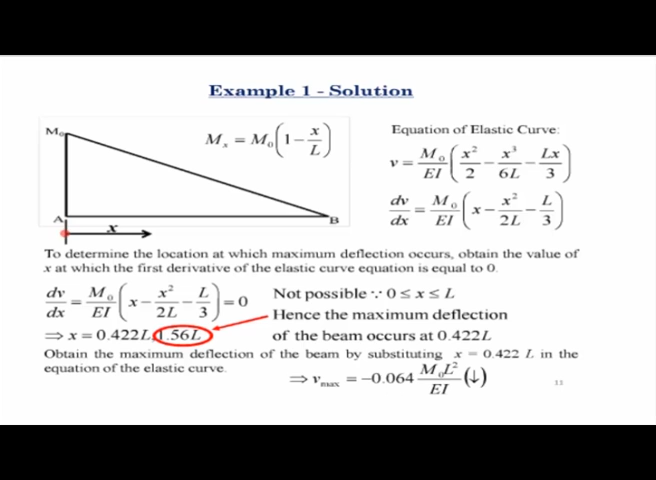 Example 1 - Solution
M₀
M_x = M₀(1 − x/L)
A
x
B
Equation of Elastic Curve:
v = M₀/EI (x²/2 − x³/6L − Lx/3)
dv/dx = M₀/EI (x − x²/2L − L/3)
To determine the location at which maximum deflection occurs, obtain the value of
x at which the first derivative of the elastic curve equation is equal to 0.
dv/dx = M₀/EI (x − x²/2L − L/3) = 0
⇒ x = 0.422L, 1.56L
Not possible ∵ 0 ≤ x ≤ L
Hence the maximum deflection
of the beam occurs at 0.422L
Obtain the maximum deflection of the beam by substituting x = 0.422 L in the
equation of the elastic curve.
⇒ v_max = −0.064 M₀L²/EI (↓)